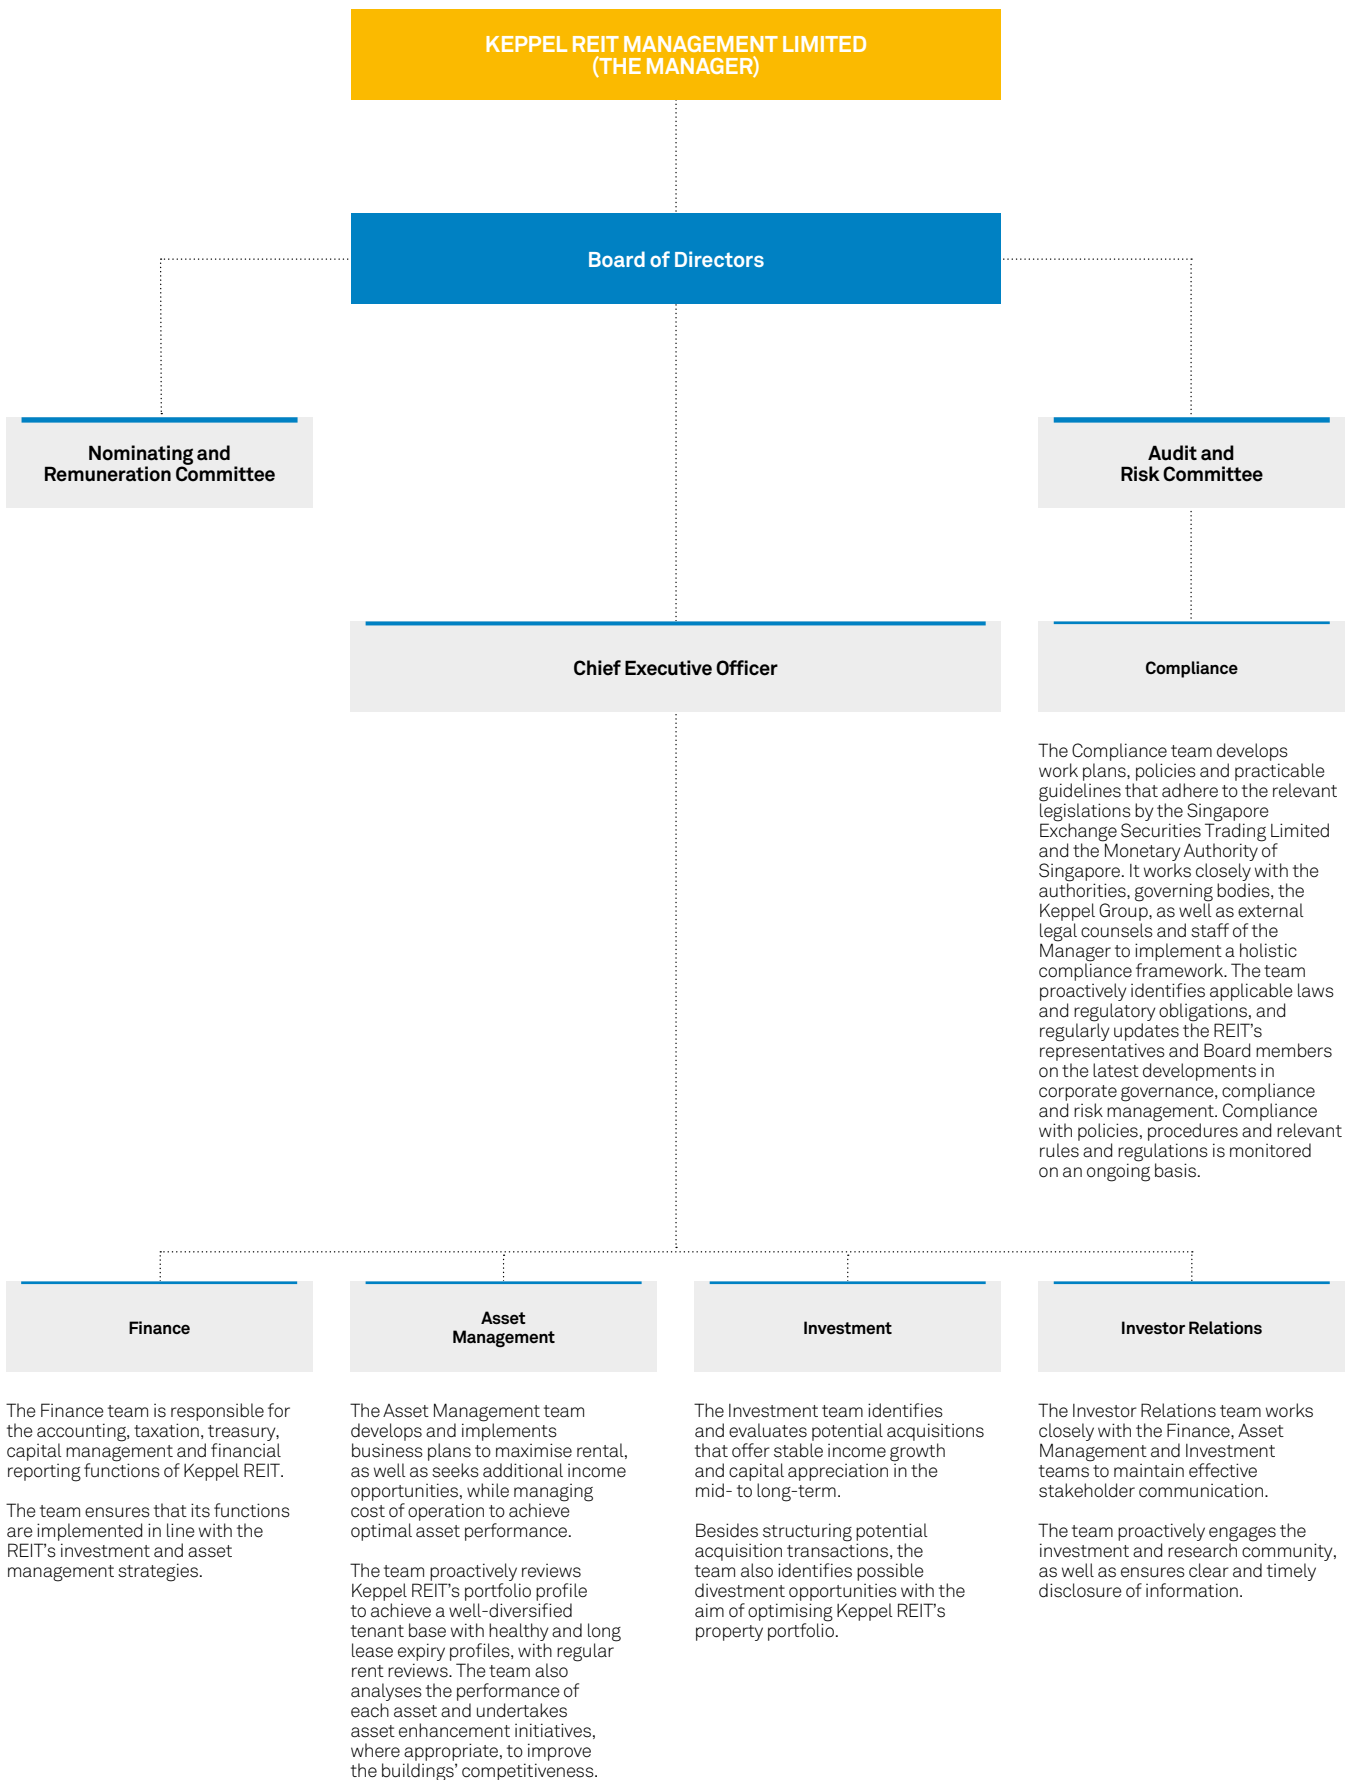 KEPPEL REIT MANAGEMENT LIMITED
(THE MANAGER)
Board of Directors
Nominating and
Remuneration Committee
Audit and
Risk Committee
Chief Executive Officer
Compliance
The Compliance team develops
work plans, policies and practicable
guidelines that adhere to the relevant
legislations by the Singapore
Exchange Securities Trading Limited
and the Monetary Authority of
Singapore. It works closely with the
authorities, governing bodies, the
Keppel Group, as well as external
legal counsels and staff of the
Manager to implement a holistic
compliance framework. The team
proactively identifies applicable laws
and regulatory obligations, and
regularly updates the REIT's
representatives and Board members
on the latest developments in
corporate governance, compliance
and risk management. Compliance
with policies, procedures and relevant
rules and regulations is monitored
on an ongoing basis.
Finance
The Finance team is responsible for
the accounting, taxation, treasury,
capital management and financial
reporting functions of Keppel REIT.
The team ensures that its functions
are implemented in line with the
REIT's investment and asset
management strategies.
Asset
Management
The Asset Management team
develops and implements
business plans to maximise rental,
as well as seeks additional income
opportunities, while managing
cost of operation to achieve
optimal asset performance.
The team proactively reviews
Keppel REIT's portfolio profile
to achieve a well-diversified
tenant base with healthy and long
lease expiry profiles, with regular
rent reviews. The team also
analyses the performance of
each asset and undertakes
asset enhancement initiatives,
where appropriate, to improve
the buildings' competitiveness.
Investment
The Investment team identifies
and evaluates potential acquisitions
that offer stable income growth
and capital appreciation in the
mid- to long-term.
Besides structuring potential
acquisition transactions, the
team also identifies possible
divestment opportunities with the
aim of optimising Keppel REIT's
property portfolio.
Investor Relations
The Investor Relations team works
closely with the Finance, Asset
Management and Investment
teams to maintain effective
stakeholder communication.
The team proactively engages the
investment and research community,
as well as ensures clear and timely
disclosure of information.